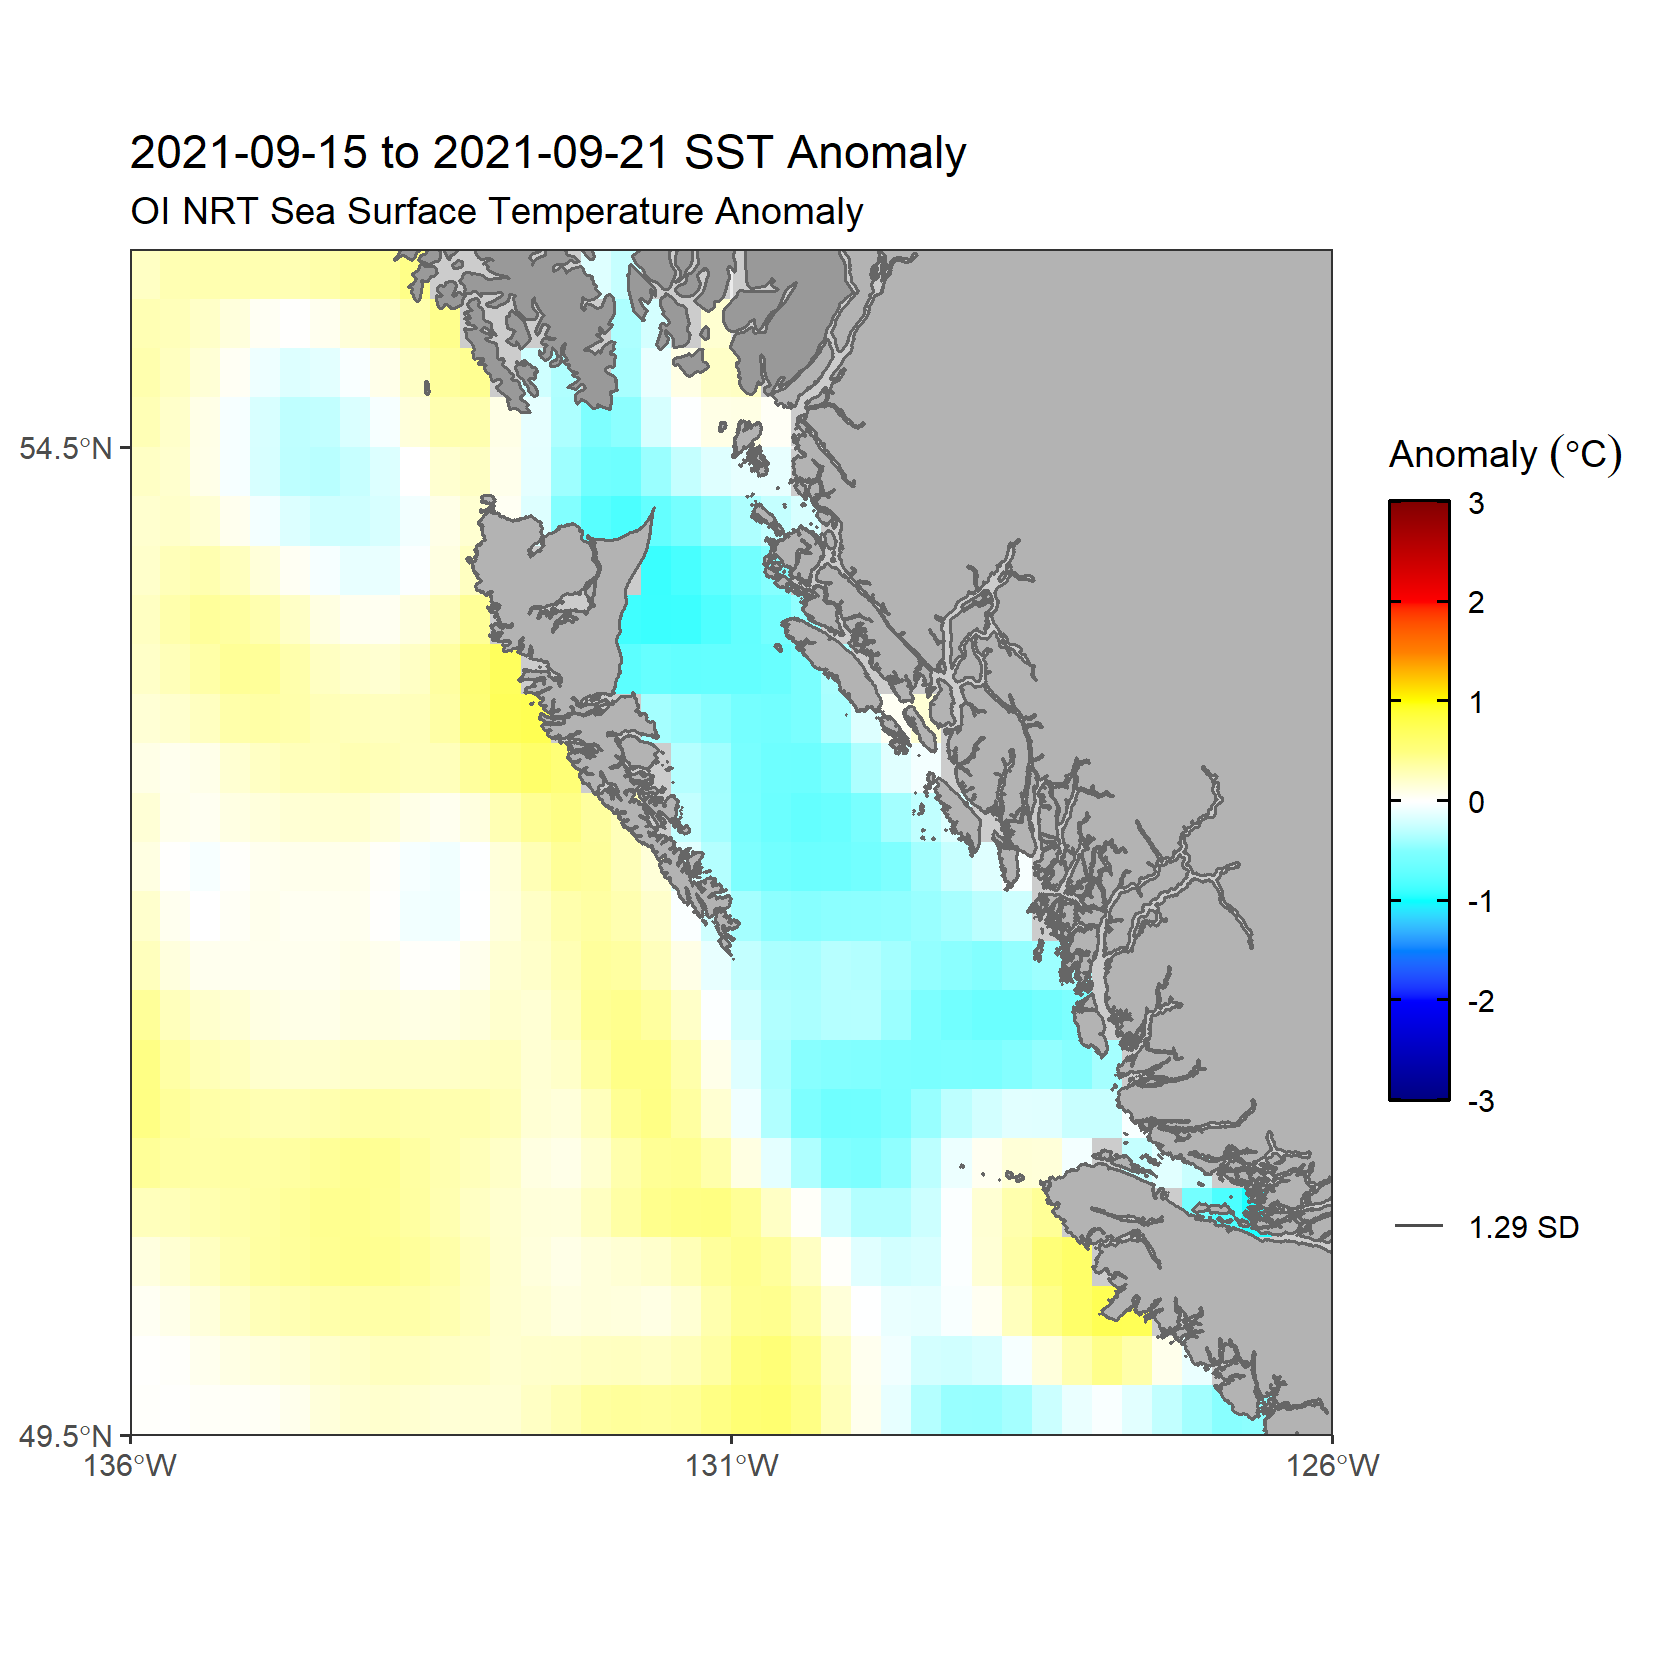 2021-09-15 to 2021-09-21 SST Anomaly
OI NRT Sea Surface Temperature Anomaly
54.5°N
49.5°N
136°W
131°W
126°W
Anomaly (°C)
3
2
1
0
-1
-2
-3
1.29 SD